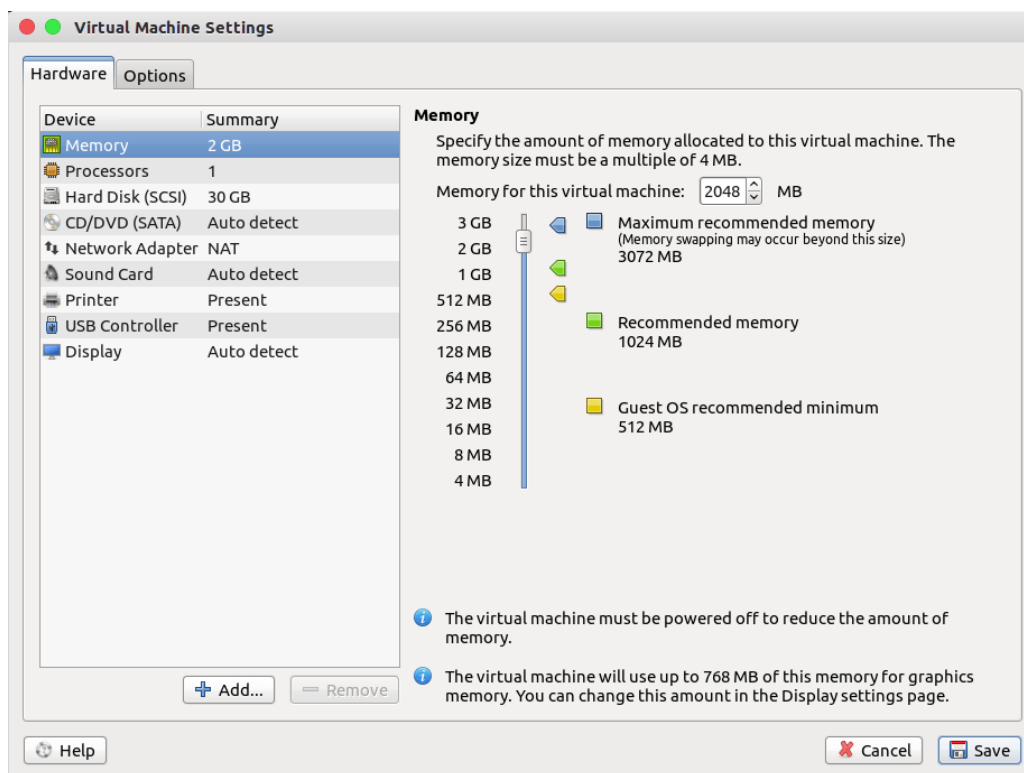 Virtual Machine Settings
Hardware Options
Device Summary
Memory 2 GB
Processors 1
Hard Disk (SCSI) 30 GB
CD/DVD (SATA) Auto detect
Network Adapter NAT
Sound Card Auto detect
Printer Present
USB Controller Present
Display Auto detect
Add... Remove
Memory
Specify the amount of memory allocated to this virtual machine. The
memory size must be a multiple of 4 MB.
Memory for this virtual machine: 2048 MB
3 GB
2 GB
1 GB
512 MB
256 MB
128 MB
64 MB
32 MB
16 MB
8 MB
4 MB
Maximum recommended memory
(Memory swapping may occur beyond this size)
3072 MB
Recommended memory
1024 MB
Guest OS recommended minimum
512 MB
The virtual machine must be powered off to reduce the amount of
memory.
The virtual machine will use up to 768 MB of this memory for graphics
memory. You can change this amount in the Display settings page.
Help Cancel Save